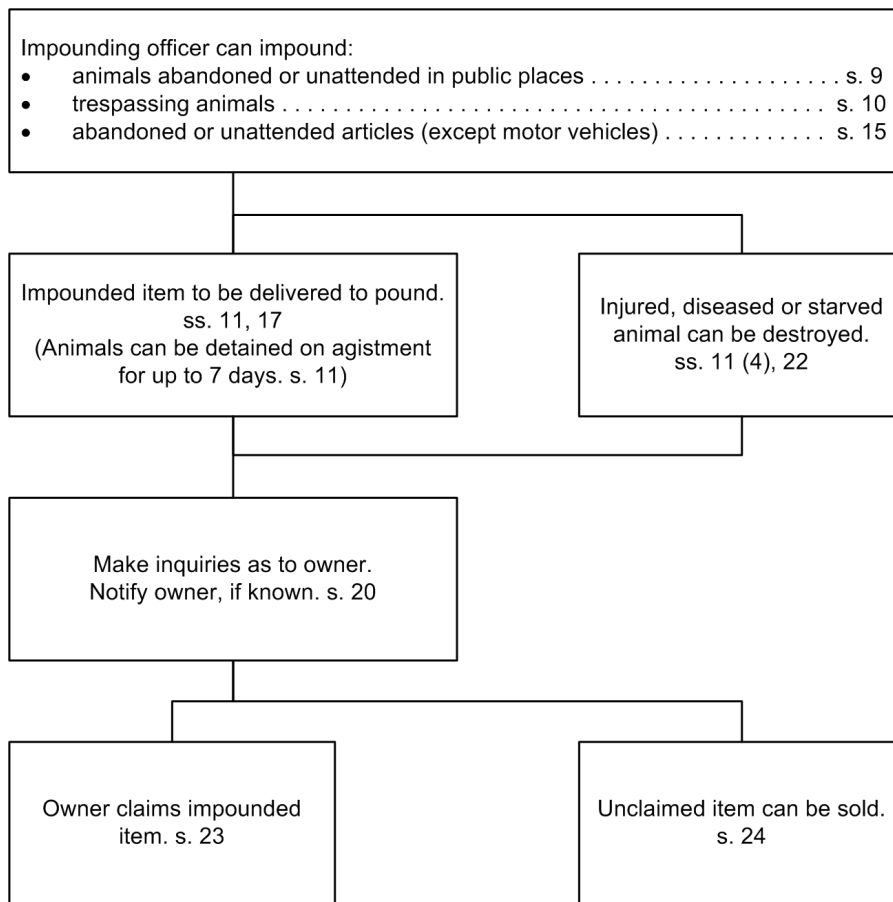 Impounding officer can impound:
• animals abandoned or unattended in public places . . . . . . . . . . . . . . . . . . . . . s. 9
• trespassing animals . . . . . . . . . . . . . . . . . . . . . . . . . . . . . . . . . . . . . . . . . . s. 10
• abandoned or unattended articles (except motor vehicles) . . . . . . . . . . . . . s. 15
Impounded item to be delivered to pound.
ss. 11, 17
(Animals can be detained on agistment
for up to 7 days. s. 11)
Injured, diseased or starved
animal can be destroyed.
ss. 11 (4), 22
Make inquiries as to owner.
Notify owner, if known. s. 20
Owner claims impounded
item. s. 23
Unclaimed item can be sold.
s. 24